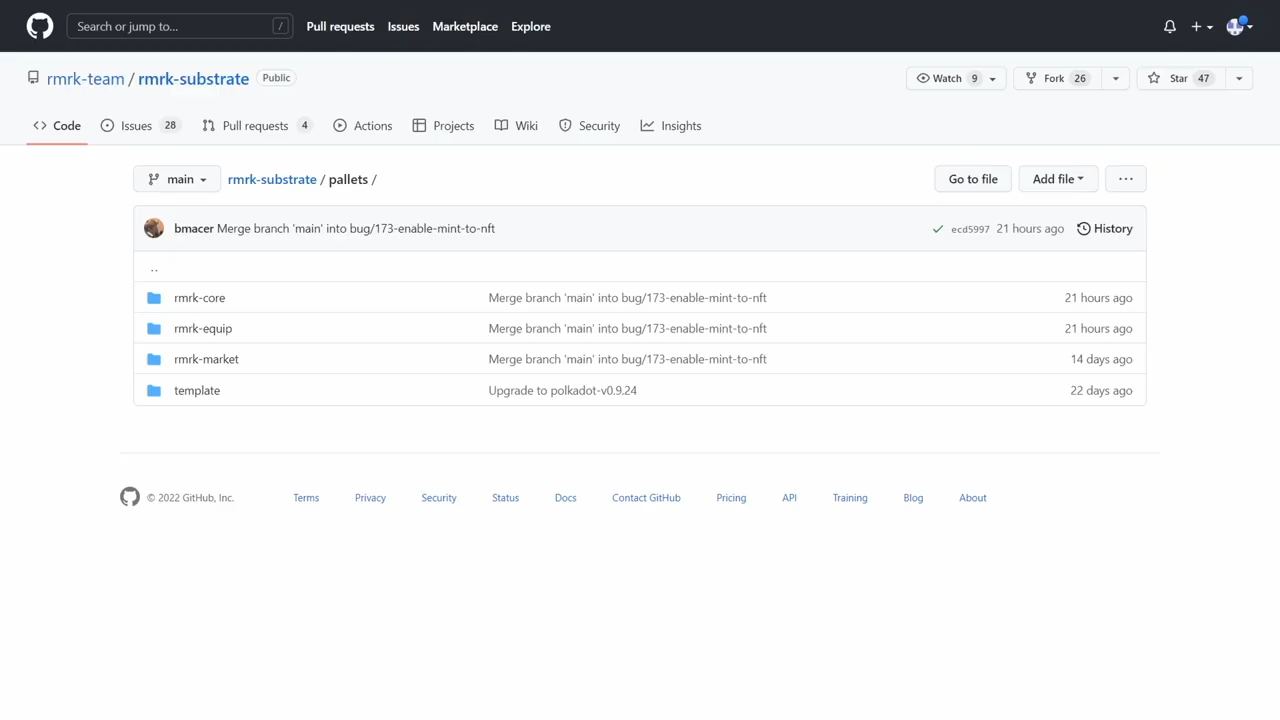 Search or jump to... /
Pull requests Issues Marketplace Explore
rmrk-team / rmrk-substrate Public
Watch 9 Fork 26 Star 47
Code Issues 28 Pull requests 4 Actions Projects Wiki Security Insights
main rmrk-substrate / pallets / Go to file Add file ...
bmacer Merge branch 'main' into bug/173-enable-mint-to-nft ecd5997 21 hours ago History
..
rmrk-core Merge branch 'main' into bug/173-enable-mint-to-nft 21 hours ago
rmrk-equip Merge branch 'main' into bug/173-enable-mint-to-nft 21 hours ago
rmrk-market Merge branch 'main' into bug/173-enable-mint-to-nft 14 days ago
template Upgrade to polkadot-v0.9.24 22 days ago
© 2022 GitHub, Inc. Terms Privacy Security Status Docs Contact GitHub Pricing API Training Blog About